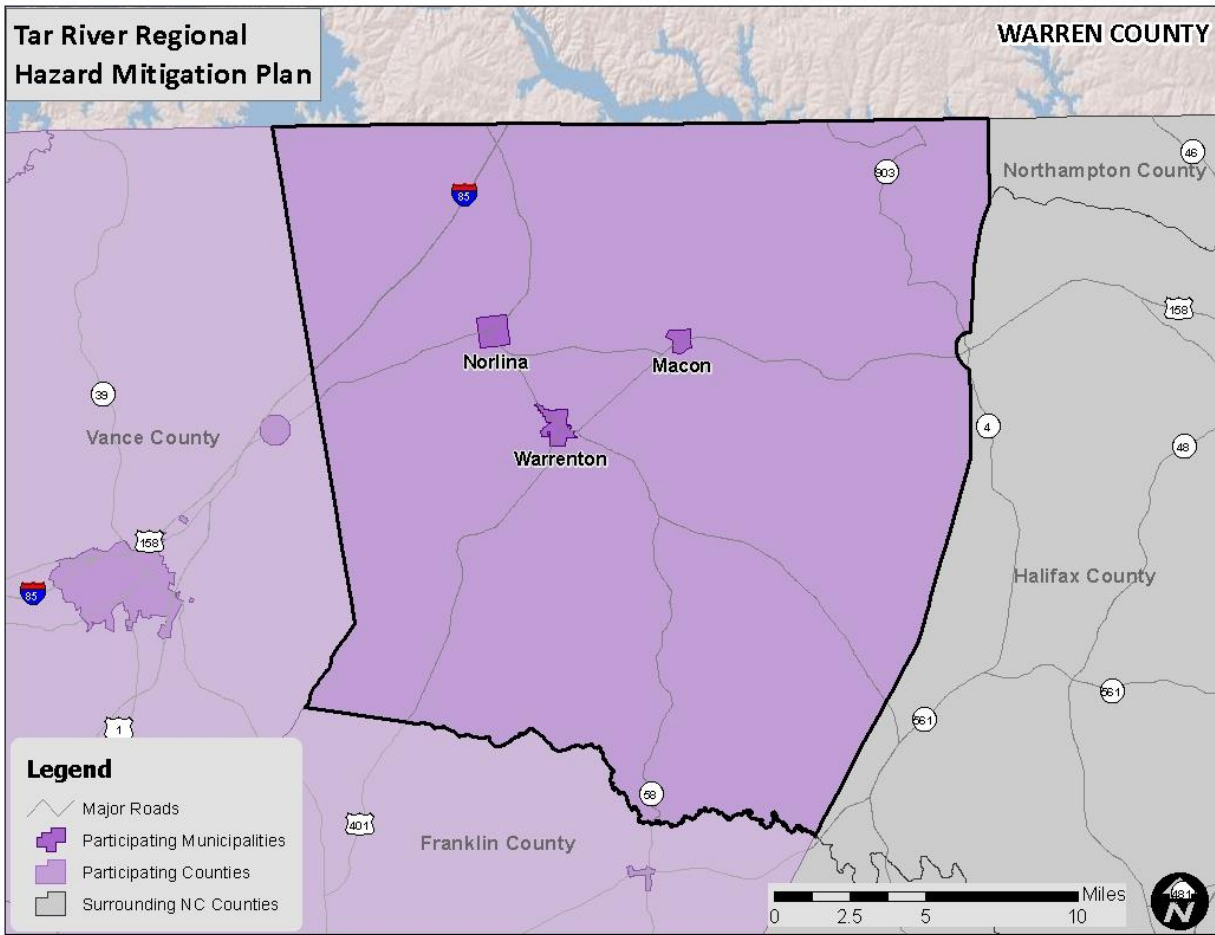 Tar River Regional
Hazard Mitigation Plan
WARREN COUNTY
46
Northampton County
903
85
158
Norlina
Macon
39
Vance County
4
48
Warrenton
158
85
Halifax County
561
561
1
58
401
Franklin County
Legend
Major Roads
Participating Municipalities
Participating Counties
Surrounding NC Counties
Miles
0 2.5 5 10
481
N